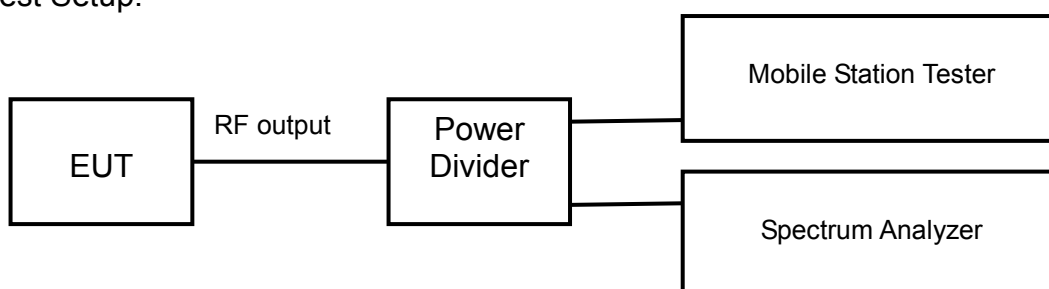 EUT
RF output
Power
Divider
Mobile Station Tester
Spectrum Analyzer